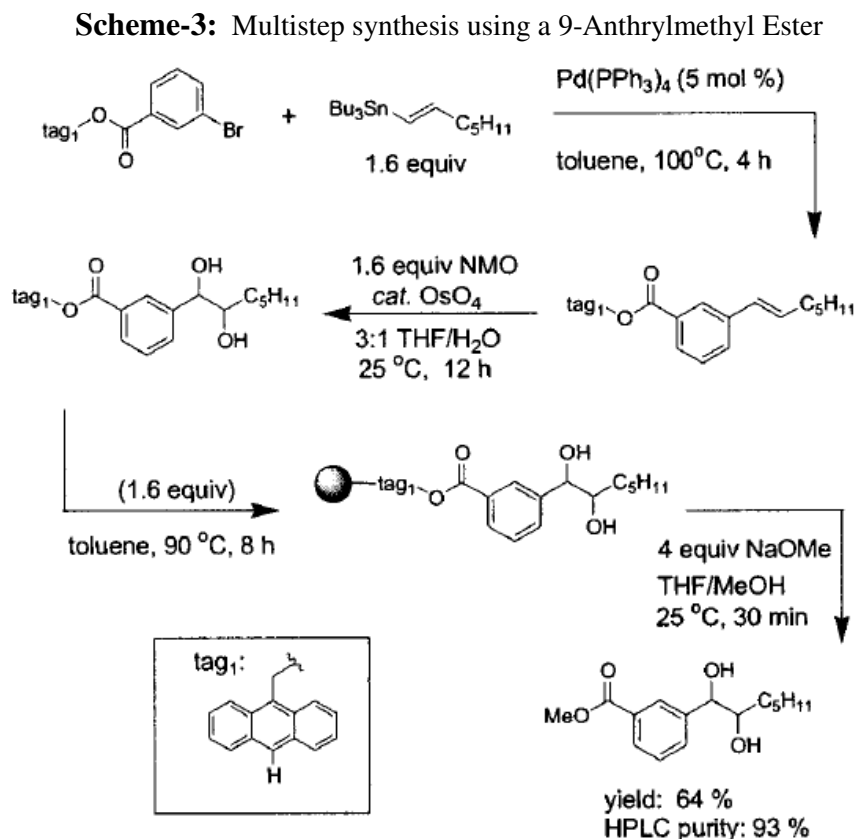 Scheme-3: Multistep synthesis using a 9-Anthrylmethyl Ester
tag₁
O
O
Br
+
Bu₃Sn
C₅H₁₁
1.6 equiv
Pd(PPh₃)₄ (5 mol %)
toluene, 100°C, 4 h
tag₁
O
O
OH
C₅H₁₁
OH
1.6 equiv NMO
cat. OsO₄
3:1 THF/H₂O
25 °C, 12 h
tag₁
O
O
C₅H₁₁
(1.6 equiv)
toluene, 90 °C, 8 h
tag₁
O
O
OH
C₅H₁₁
OH
4 equiv NaOMe
THF/MeOH
25 °C, 30 min
tag₁:
H
MeO
O
OH
C₅H₁₁
OH
yield: 64 %
HPLC purity: 93 %